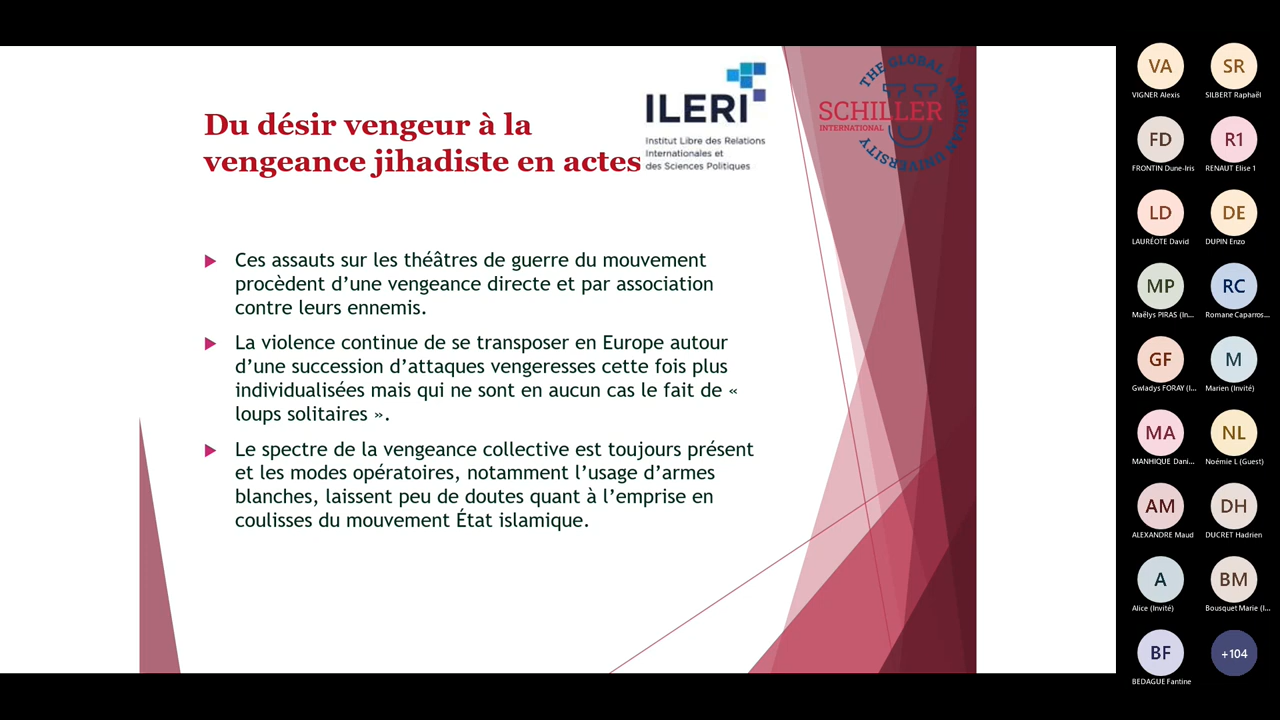 Du désir vengeur à la
vengeance jihadiste en actes
ILERI
Institut Libre des Relations
Internationales et
des Sciences Politiques
THE GLOBAL AMERICAN UNIVERSITY
U
SCHILLER
INTERNATIONAL
Ces assauts sur les théâtres de guerre du mouvement
procèdent d’une vengeance directe et par association
contre leurs ennemis.
La violence continue de se transposer en Europe autour
d’une succession d’attaques vengeresses cette fois plus
individualisées mais qui ne sont en aucun cas le fait de «
loups solitaires ».
Le spectre de la vengeance collective est toujours présent
et les modes opératoires, notamment l’usage d’armes
blanches, laissent peu de doutes quant à l’emprise en
coulisses du mouvement État islamique.
VA
SR
VIGNER Alexis
SILBERT Raphaël
FD
R1
FRONTIN Dune-Iris
RENAUT Elise 1
LD
DE
LAURÉOTE David
DUPIN Enzo
MP
RC
Maëlys PIRAS (In...
Romane Caparros...
GF
M
Gwladys FORAY (I...
Marien (Invité)
MA
NL
MANHIQUE Dani...
Noémie L (Guest)
AM
DH
ALEXANDRE Maud
DUCRET Hadrien
A
BM
Alice (Invité)
Bousquet Marie (I...
BF
+104
BEDAGUE Fantine